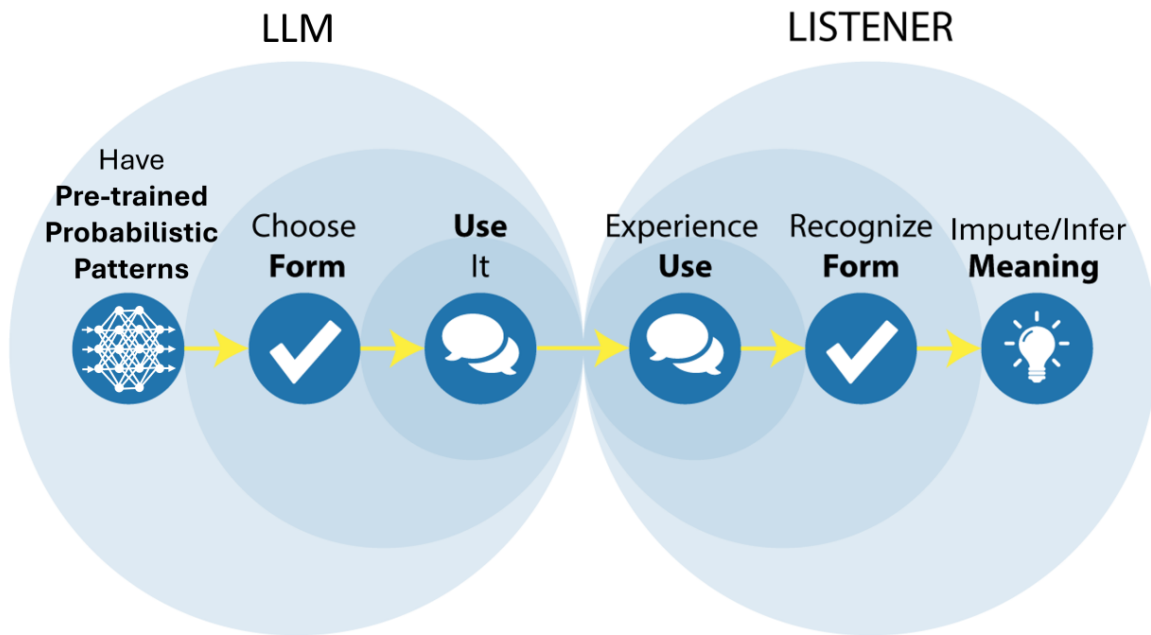 LLM
LISTENER
Have
Pre-trained
Probabilistic
Patterns
Choose
Form
Use
It
Experience
Use
Recognize
Form
Impute/Infer
Meaning